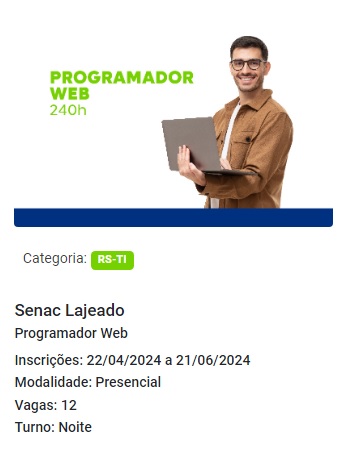 PROGRAMADOR
WEB
240h
Categoria: RS-TI
Senac Lajeado
Programador Web
Inscrições: 22/04/2024 a 21/06/2024
Modalidade: Presencial
Vagas: 12
Turno: Noite